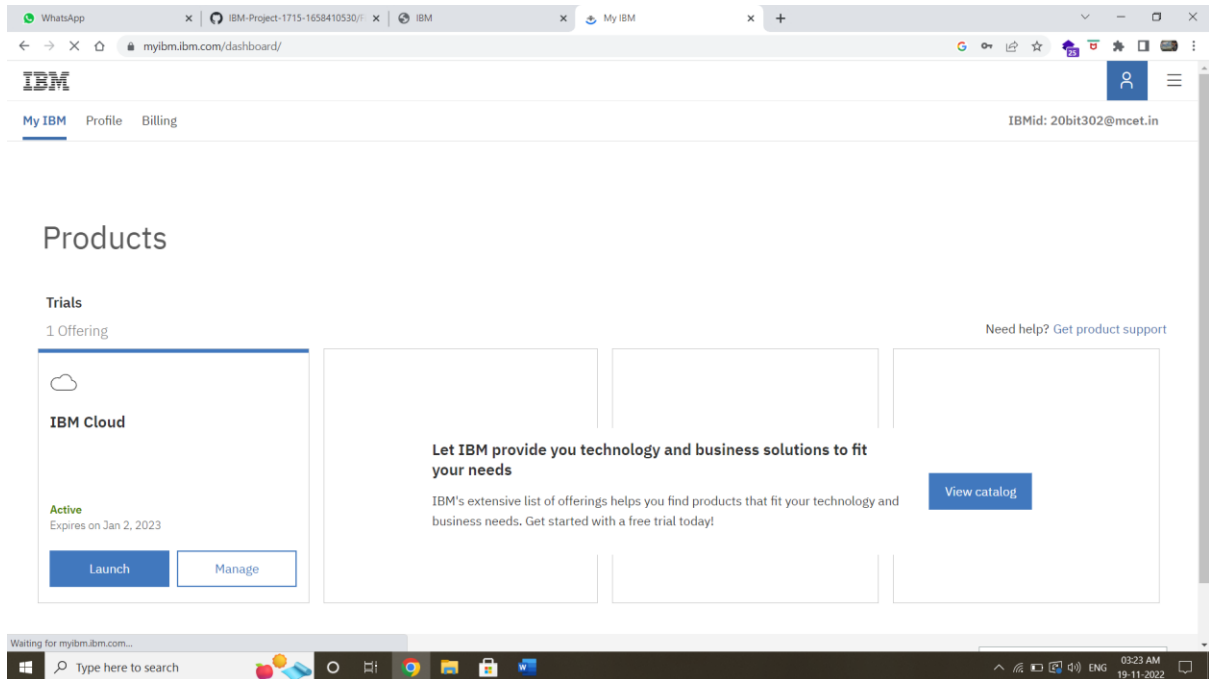 WhatsApp
IBM-Project-1715-1658410530/F
IBM
My IBM
myibm.ibm.com/dashboard/
25
IBM
My IBM Profile Billing IBMid: 20bit302@mcet.in
Products
Trials
1 Offering
Need help? Get product support
IBM Cloud
Active
Expires on Jan 2, 2023
Launch Manage
Let IBM provide you technology and business solutions to fit
your needs
IBM's extensive list of offerings helps you find products that fit your technology and
business needs. Get started with a free trial today!
View catalog
Waiting for myibm.ibm.com...
Type here to search
ENG
03:23 AM
19-11-2022